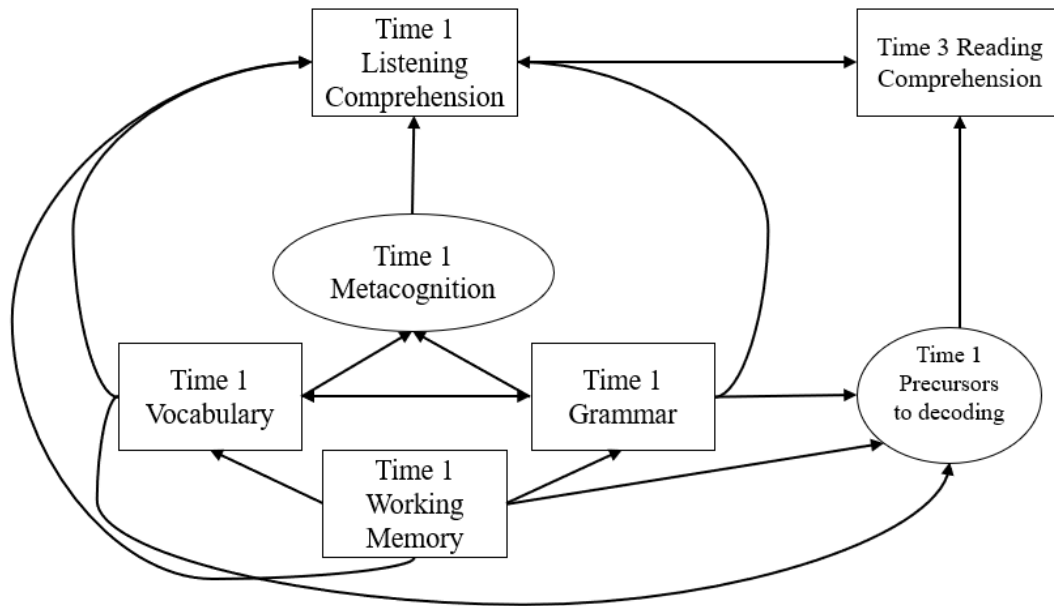 Time 1
Listening
Comprehension
Time 3 Reading
Comprehension
Time 1
Metacognition
Time 1
Vocabulary
Time 1
Grammar
Time 1
Precursors
to decoding
Time 1
Working
Memory